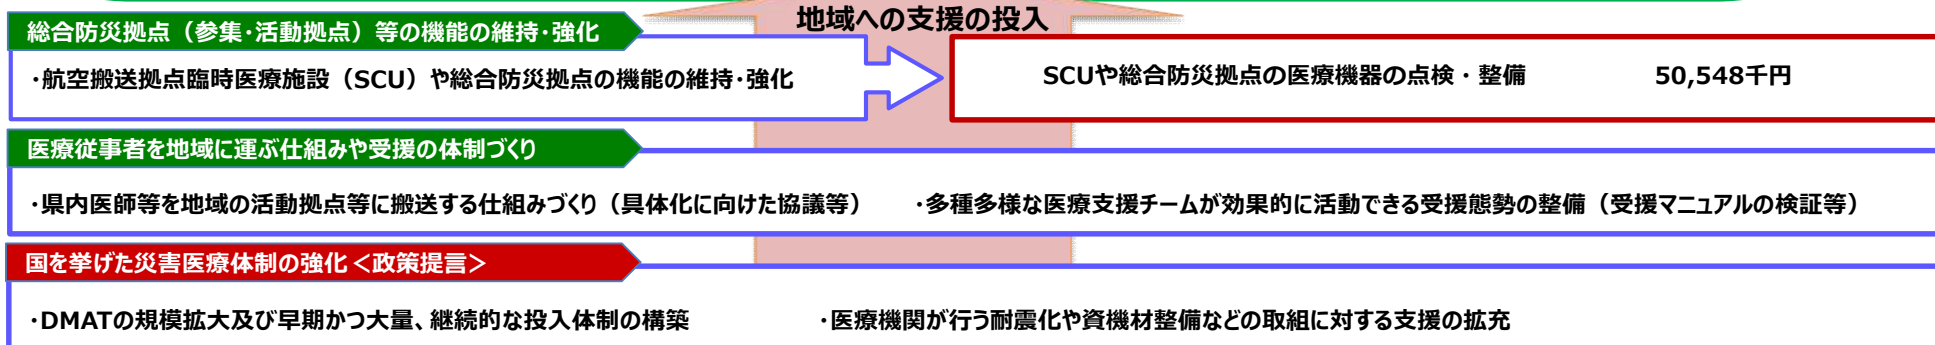 地域への支援の投入
総合防災拠点（参集・活動拠点）等の機能の維持・強化
・航空搬送拠点臨時医療施設（SCU）や総合防災拠点の機能の維持・強化
SCUや総合防災拠点の医療機器の点検・整備 50,548千円
医療従事者を地域に運ぶ仕組みや受援の体制づくり
・県内医師等を地域の活動拠点等に搬送する仕組みづくり（具体化に向けた協議等） ・多種多様な医療支援チームが効果的に活動できる受援態勢の整備（受援マニュアルの検証等）
国を挙げた災害医療体制の強化＜政策提言＞
・DMATの規模拡大及び早期かつ大量、継続的な投入体制の構築 ・医療機関が行う耐震化や資機材整備などの取組に対する支援の拡充